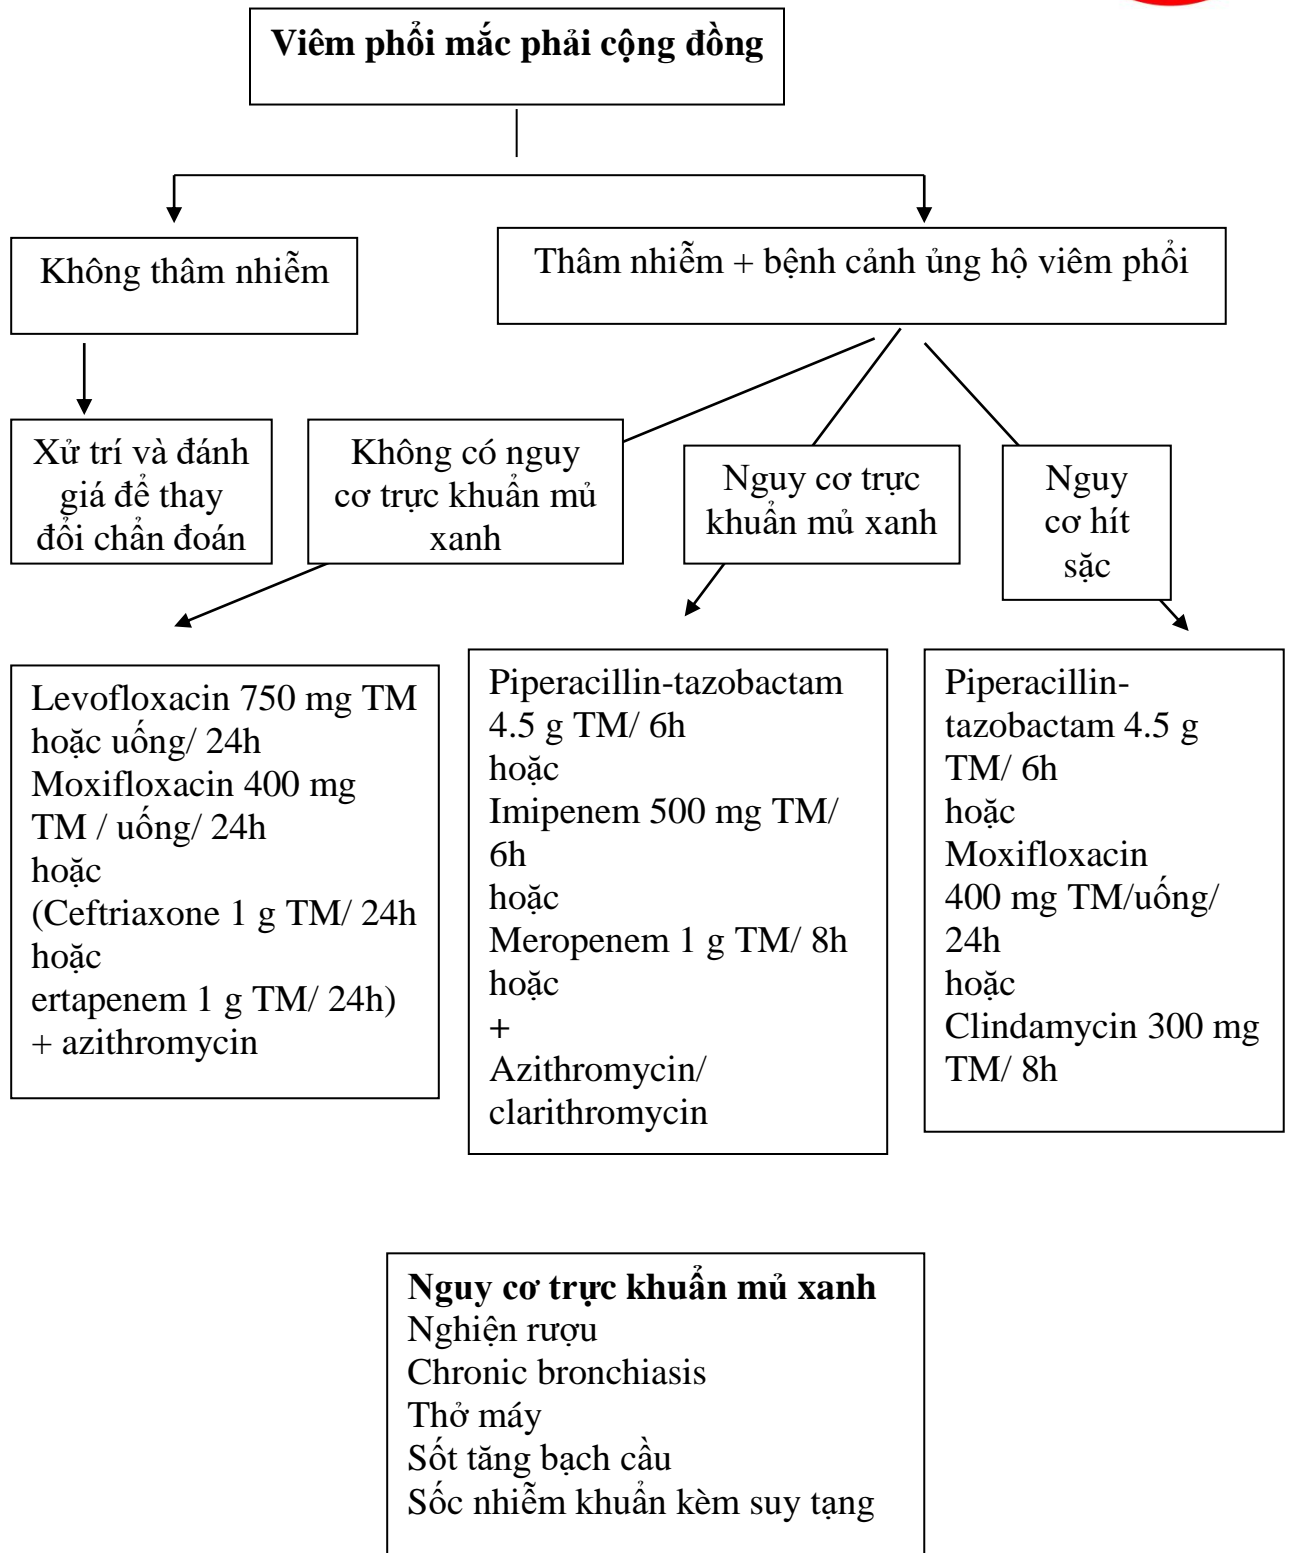 Viêm phổi mắc phải cộng đồng
Không thâm nhiễm
Thâm nhiễm + bệnh cảnh ủng hộ viêm phổi
Xử trí và đánh
giá để thay
đổi chẩn đoán
Không có nguy
cơ trực khuẩn mủ
xanh
Nguy cơ trực
khuẩn mủ xanh
Nguy
cơ hít
sặc
Levofloxacin 750 mg TM
hoặc uống/ 24h
Moxifloxacin 400 mg
TM / uống/ 24h
hoặc
(Ceftriaxone 1 g TM/ 24h
hoặc
ertapenem 1 g TM/ 24h)
+ azithromycin
Piperacillin-tazobactam
4.5 g TM/ 6h
hoặc
Imipenem 500 mg TM/
6h
hoặc
Meropenem 1 g TM/ 8h
hoặc
+
Azithromycin/
clarithromycin
Piperacillin-
tazobactam 4.5 g
TM/ 6h
hoặc
Moxifloxacin
400 mg TM/uống/
24h
hoặc
Clindamycin 300 mg
TM/ 8h
Nguy cơ trực khuẩn mủ xanh
Nghiện rượu
Chronic bronchiasis
Thở máy
Sốt tăng bạch cầu
Sốc nhiễm khuẩn kèm suy tạng